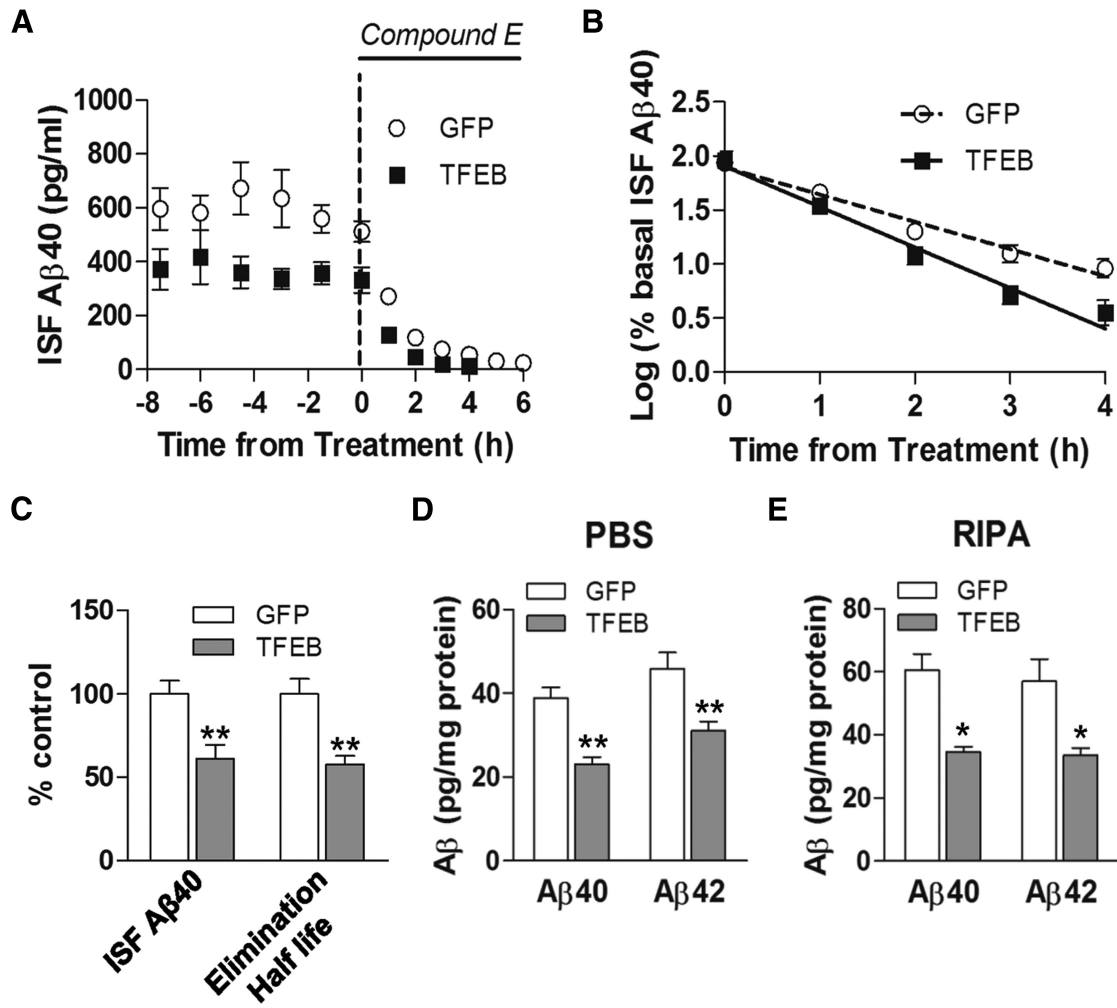 A
Compound E
ISF Aβ40 (pg/ml)
1000
800
600
400
200
0
GFP
TFEB
-8 -6 -4 -2 0 2 4 6
Time from Treatment (h)
B
Log (% basal ISF Aβ40)
2.5
2.0
1.5
1.0
0.5
0.0
GFP
TFEB
0 1 2 3 4
Time from Treatment (h)
C
% control
150
100
50
0
GFP
TFEB
**
**
ISF Aβ40
Elimination
Half life
D
PBS
Aβ (pg/mg protein)
60
40
20
0
GFP
TFEB
**
**
Aβ40 Aβ42
E
RIPA
Aβ (pg/mg protein)
80
60
40
20
0
GFP
TFEB
*
*
Aβ40 Aβ42